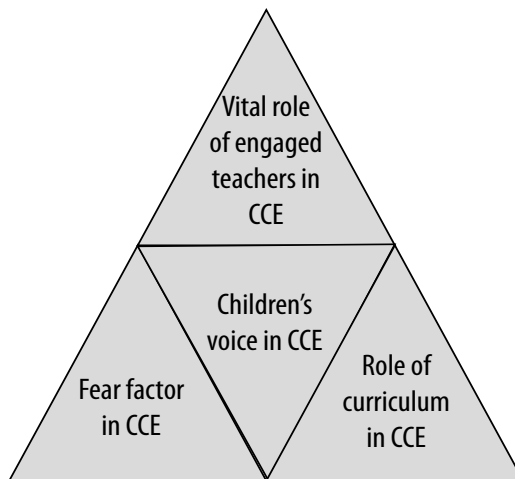 Vital role
of engaged
teachers in
CCE
Children’s
voice in CCE
Fear factor
in CCE
Role of
curriculum
in CCE